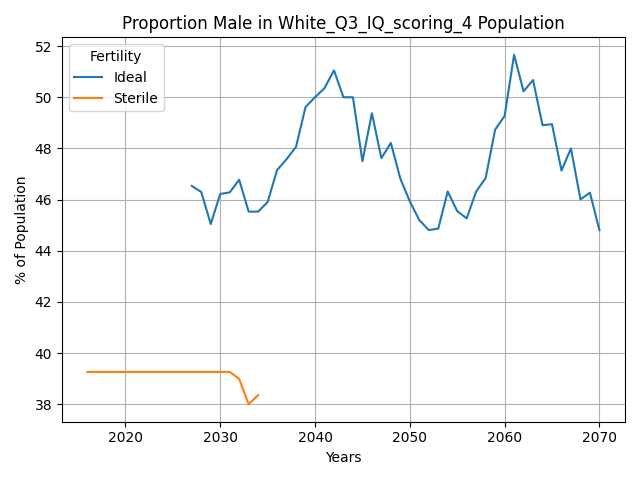 Proportion Male in White_Q3_IQ_scoring_4 Population
Fertility
Ideal
Sterile
% of Population
52
50
48
46
44
42
40
38
2020 2030 2040 2050 2060 2070
Years